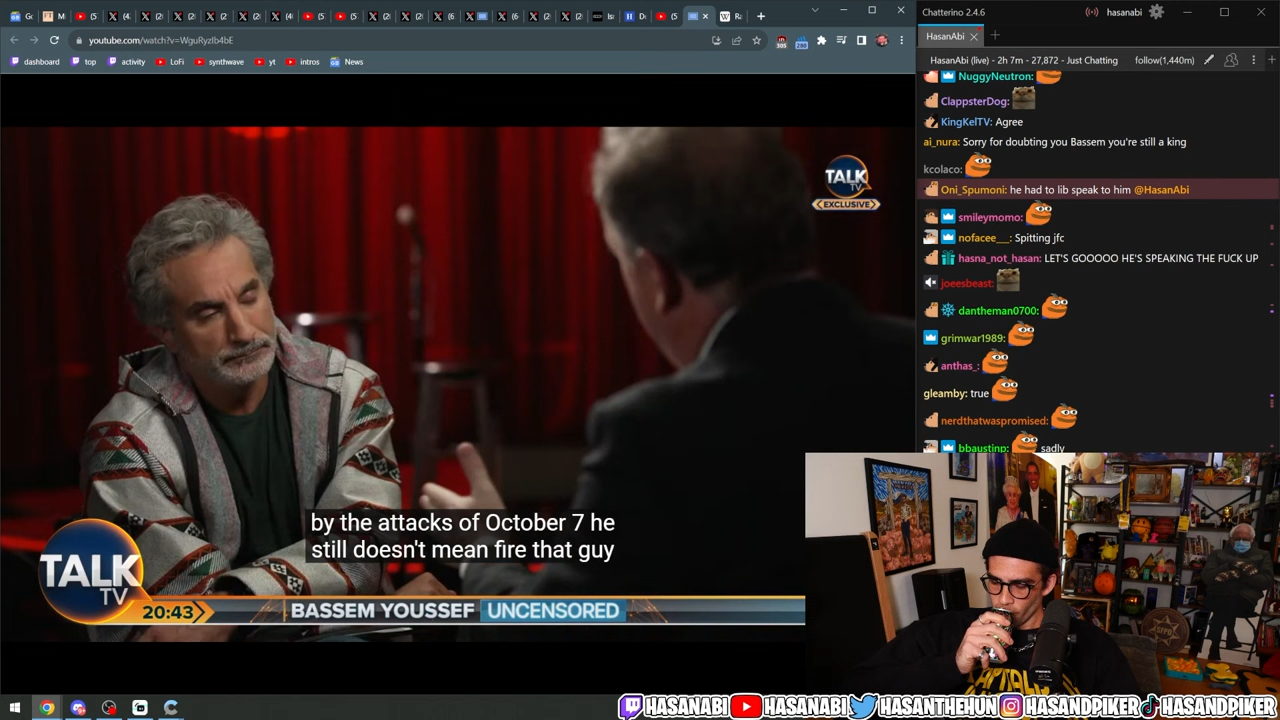 youtube.com/watch?v=WguRyzJb4bE
dashboard
top
activity
LoFi
synthwave
yt
intros
News
TALK
TV
EXCLUSIVE
by the attacks of October 7 he
still doesn't mean fire that guy
TALK
TV
20:43
BASSEM YOUSSEF UNCENSORED
Chatterino 2.4.6
hasanabi
HasanAbi
HasanAbi (live) - 2h 7m - 27,872 - Just Chatting
follow(1,440m)
NuggyNeutron:
ClappsterDog:
KingKelTV: Agree
ai_nura: Sorry for doubting you Bassem you're still a king
kcolaco:
Oni_Spumoni: he had to lib speak to him @HasanAbi
smileymomo:
nofacee___: Spitting jfc
hasna_not_hasan: LET'S GOOOOO HE'S SPEAKING THE FUCK UP
joeesbeast:
dantheman0700:
grimwar1989:
anthas_:
gleamby: true
nerdthatwaspromised:
bbaustinp: sadly
HASANABI
HASANABI
HASANTHEHUN
HASANDPIKER
HASANDPIKER